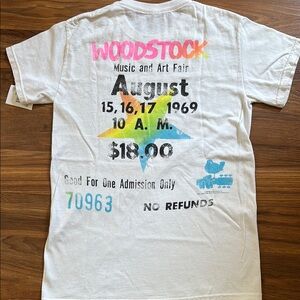 WOODSTOCK
Music and Art Fair
August
15, 16, 17 1969
10 A. M.
$18.00
Good For One Admission Only
70963
NO REFUNDS